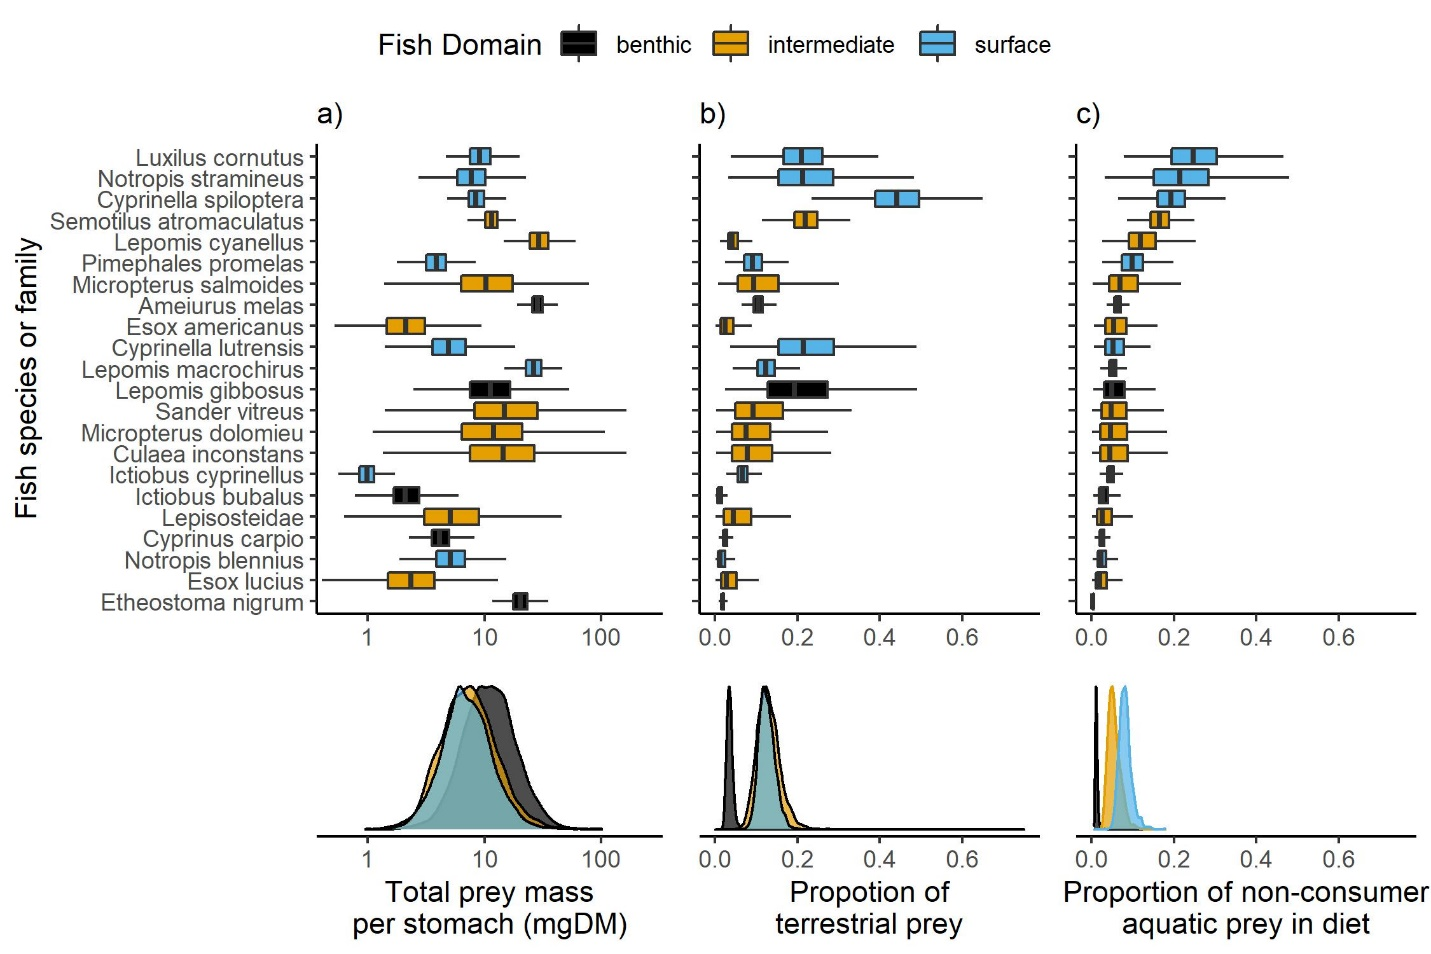 Fish Domain benthic intermediate surface
a) b) c)
Fish species or family
Luxilus cornutus
Notropis stramineus
Cyprinella spiloptera
Semotilus atromaculatus
Lepomis cyanellus
Pimephales promelas
Micropterus salmoides
Ameiurus melas
Esox americanus
Cyprinella lutrensis
Lepomis macrochirus
Lepomis gibbosus
Sander vitreus
Micropterus dolomieu
Culaea inconstans
Ictiobus cyprinellus
Ictiobus bubalus
Lepisosteidae
Cyprinus carpio
Notropis blennius
Esox lucius
Etheostoma nigrum
1 10 100 0.0 0.2 0.4 0.6 0.0 0.2 0.4 0.6
1 10 100 0.0 0.2 0.4 0.6 0.0 0.2 0.4 0.6
Total prey mass
per stomach (mgDM)
Propotion of
terrestrial prey
Proportion of non-consumer
aquatic prey in diet